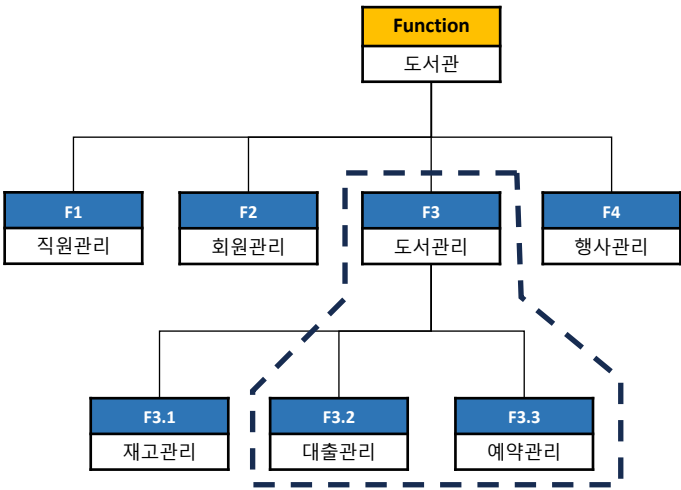 Function
도서관
F1
직원관리
F2
회원관리
F3
도서관리
F4
행사관리
F3.1
재고관리
F3.2
대출관리
F3.3
예약관리